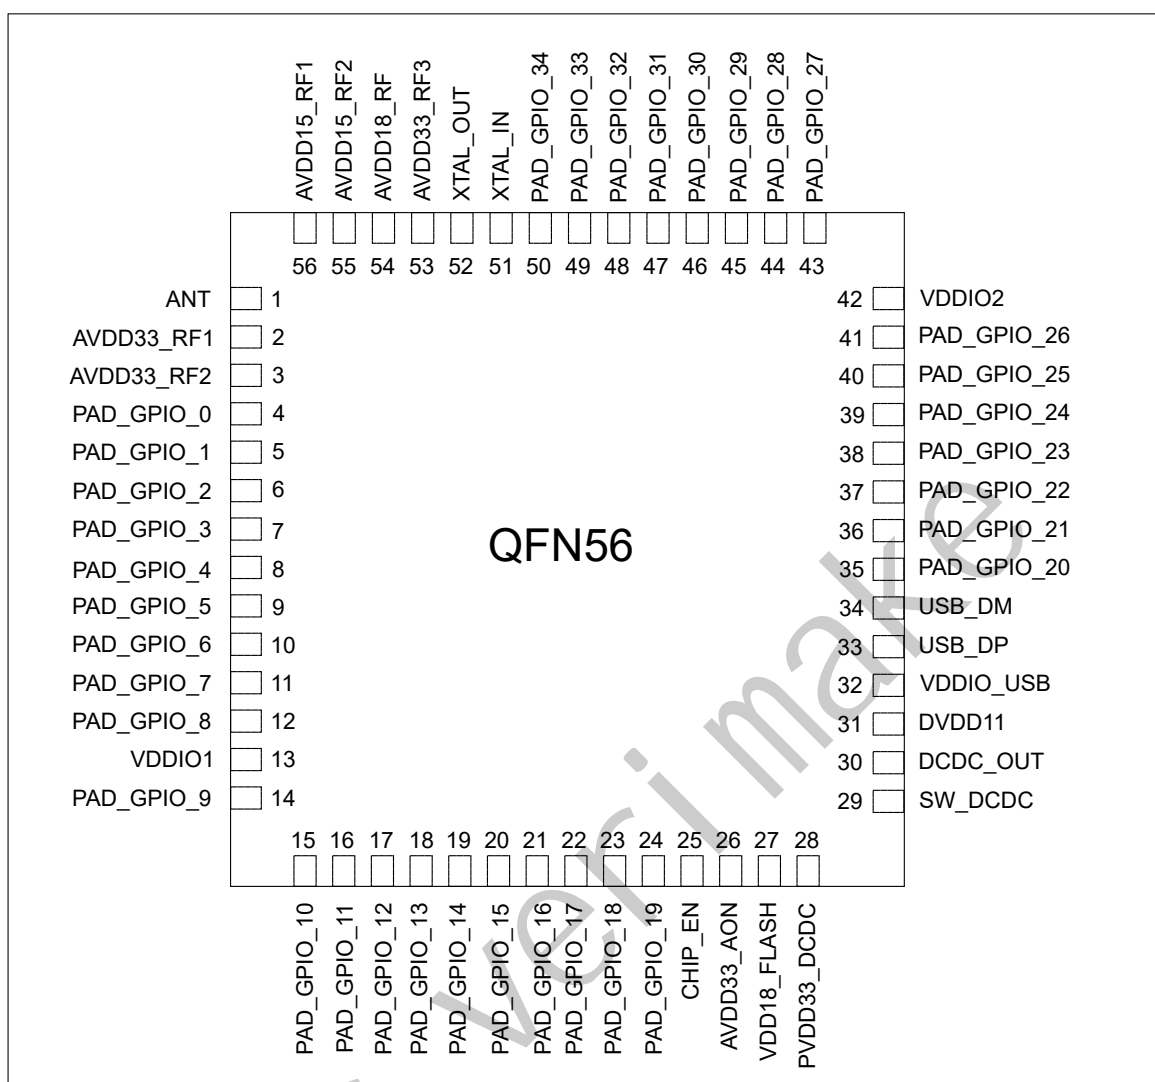 AVDD15_RF1
AVDD15_RF2
AVDD18_RF
AVDD33_RF3
XTAL_OUT
XTAL_IN
PAD_GPIO_34
PAD_GPIO_33
PAD_GPIO_32
PAD_GPIO_31
PAD_GPIO_30
PAD_GPIO_29
PAD_GPIO_28
PAD_GPIO_27
56 55 54 53 52 51 50 49 48 47 46 45 44 43
ANT 1
AVDD33_RF1 2
AVDD33_RF2 3
PAD_GPIO_0 4
PAD_GPIO_1 5
PAD_GPIO_2 6
PAD_GPIO_3 7
PAD_GPIO_4 8
PAD_GPIO_5 9
PAD_GPIO_6 10
PAD_GPIO_7 11
PAD_GPIO_8 12
VDDIO1 13
PAD_GPIO_9 14
QFN56
42 VDDIO2
41 PAD_GPIO_26
40 PAD_GPIO_25
39 PAD_GPIO_24
38 PAD_GPIO_23
37 PAD_GPIO_22
36 PAD_GPIO_21
35 PAD_GPIO_20
34 USB_DM
33 USB_DP
32 VDDIO_USB
31 DVDD11
30 DCDC_OUT
29 SW_DCDC
15 16 17 18 19 20 21 22 23 24 25 26 27 28
PAD_GPIO_10
PAD_GPIO_11
PAD_GPIO_12
PAD_GPIO_13
PAD_GPIO_14
PAD_GPIO_15
PAD_GPIO_16
PAD_GPIO_17
PAD_GPIO_18
PAD_GPIO_19
CHIP_EN
AVDD33_AON
VDD18_FLASH
PVDD33_DCDC
verimake